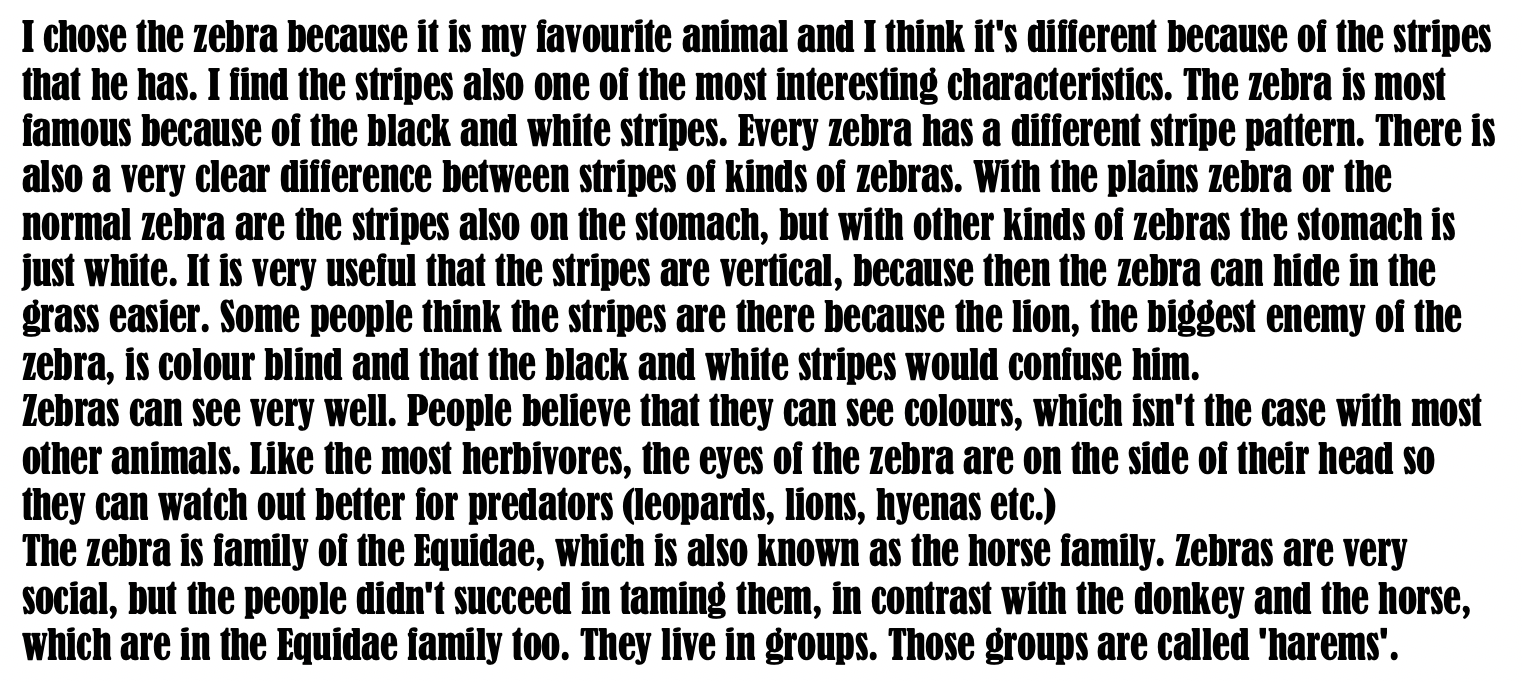 I chose the zebra because it is my favourite animal and I think it's different because of the stripes
that he has. I find the stripes also one of the most interesting characteristics. The zebra is most
famous because of the black and white stripes. Every zebra has a different stripe pattern. There is
also a very clear difference between stripes of kinds of zebras. With the plains zebra or the
normal zebra are the stripes also on the stomach, but with other kinds of zebras the stomach is
just white. It is very useful that the stripes are vertical, because then the zebra can hide in the
grass easier. Some people think the stripes are there because the lion, the biggest enemy of the
zebra, is colour blind and that the black and white stripes would confuse him.
Zebras can see very well. People believe that they can see colours, which isn't the case with most
other animals. Like the most herbivores, the eyes of the zebra are on the side of their head so
they can watch out better for predators (leopards, lions, hyenas etc.)
The zebra is family of the Equidae, which is also known as the horse family. Zebras are very
social, but the people didn't succeed in taming them, in contrast with the donkey and the horse,
which are in the Equidae family too. They live in groups. Those groups are called 'harems'.